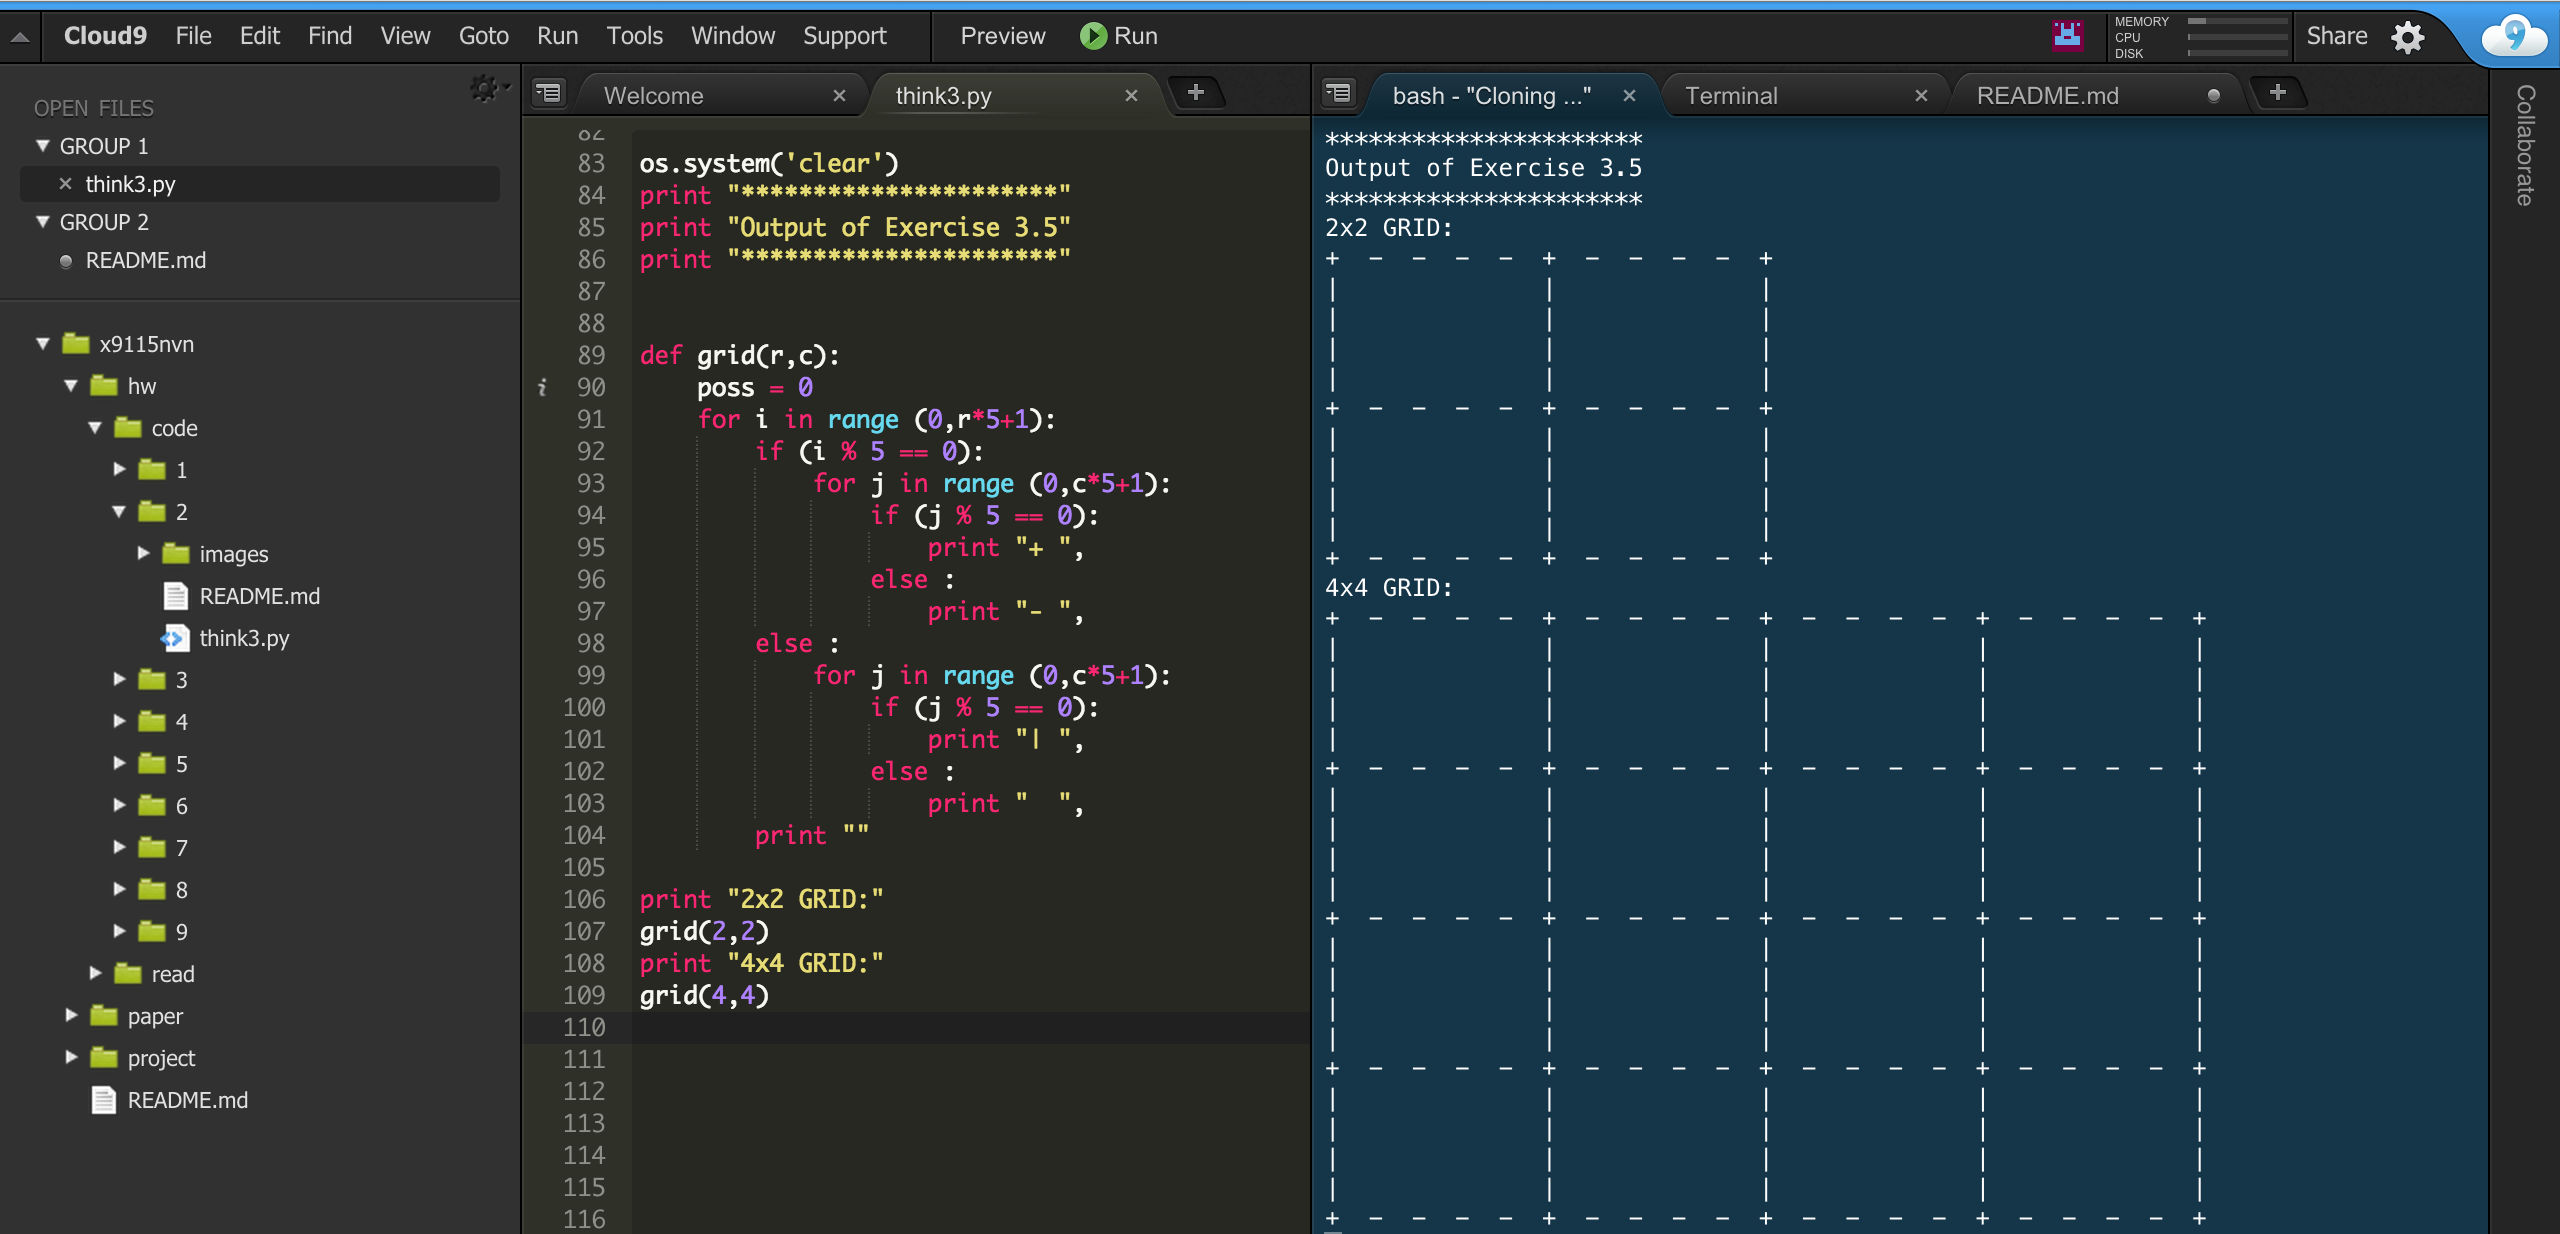 Cloud9 File Edit Find View Goto Run Tools Window Support Preview Run MEMORY CPU DISK Share 9
OPEN FILES
GROUP 1
think3.py
GROUP 2
README.md
x9115nvn
hw
code
1
2
images
README.md
think3.py
3
4
5
6
7
8
9
read
paper
project
README.md
Welcome think3.py
82
83 os.system('clear')
84 print "**********************"
85 print "Output of Exercise 3.5"
86 print "**********************"
87
88
89 def grid(r,c):
90     poss = 0
91     for i in range (0,r*5+1):
92         if (i % 5 == 0):
93             for j in range (0,c*5+1):
94                 if (j % 5 == 0):
95                     print "+ ",
96                 else :
97                     print "- ",
98         else :
99             for j in range (0,c*5+1):
100                 if (j % 5 == 0):
101                     print "| ",
102                 else :
103                     print "  ",
104         print ""
105
106 print "2x2 GRID:"
107 grid(2,2)
108 print "4x4 GRID:"
109 grid(4,4)
110
111
112
113
114
115
116
bash - "Cloning ..." Terminal README.md
**********************
Output of Exercise 3.5
**********************
2x2 GRID:
+  -  -  -  -  +  -  -  -  -  +
|              |              |
|              |              |
|              |              |
|              |              |
+  -  -  -  -  +  -  -  -  -  +
|              |              |
|              |              |
|              |              |
|              |              |
+  -  -  -  -  +  -  -  -  -  +
4x4 GRID:
+  -  -  -  -  +  -  -  -  -  +  -  -  -  -  +  -  -  -  -  +
|              |              |              |              |
|              |              |              |              |
|              |              |              |              |
|              |              |              |              |
+  -  -  -  -  +  -  -  -  -  +  -  -  -  -  +  -  -  -  -  +
|              |              |              |              |
|              |              |              |              |
|              |              |              |              |
|              |              |              |              |
+  -  -  -  -  +  -  -  -  -  +  -  -  -  -  +  -  -  -  -  +
|              |              |              |              |
|              |              |              |              |
|              |              |              |              |
|              |              |              |              |
+  -  -  -  -  +  -  -  -  -  +  -  -  -  -  +  -  -  -  -  +
|              |              |              |              |
|              |              |              |              |
|              |              |              |              |
|              |              |              |              |
+  -  -  -  -  +  -  -  -  -  +  -  -  -  -  +  -  -  -  -  +
Collaborate